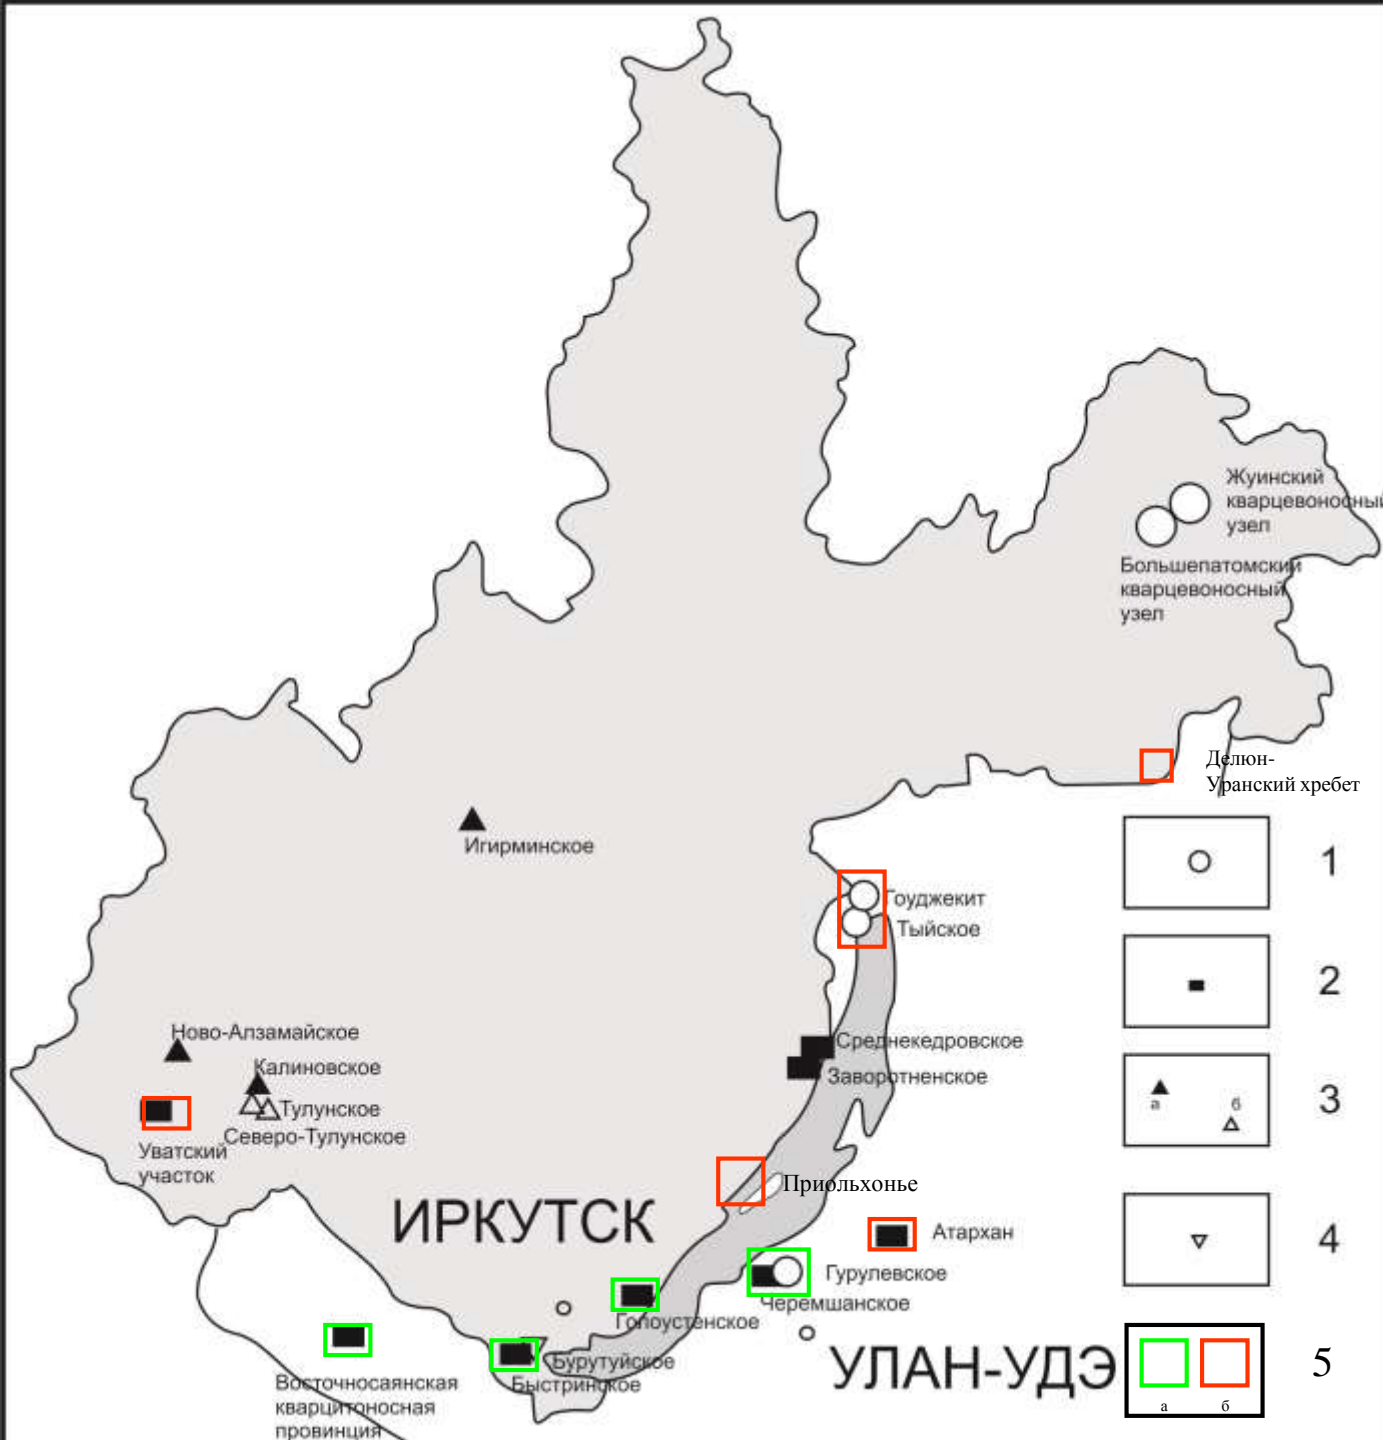 Жуинский
кварцевоносный
узел
Большепатомский
кварцевоносный
узел
Делюн-
Уранский хребет
Игирминское
1
Гоуджекит
Тыйское
2
Ново-Алзамайское
Калиновское
Тулунское
Северо-Тулунское
Уватский
участок
Среднекедровское
Заворотненское
а
б
3
ИРКУТСК
Приольхонье
Атархан
4
Гурулевское
Черемшанское
Голоустенское
Бурутуйское
Быстринское
УЛАН-УДЭ
5
а
б
Восточносаянская
кварцитоносная
провинция